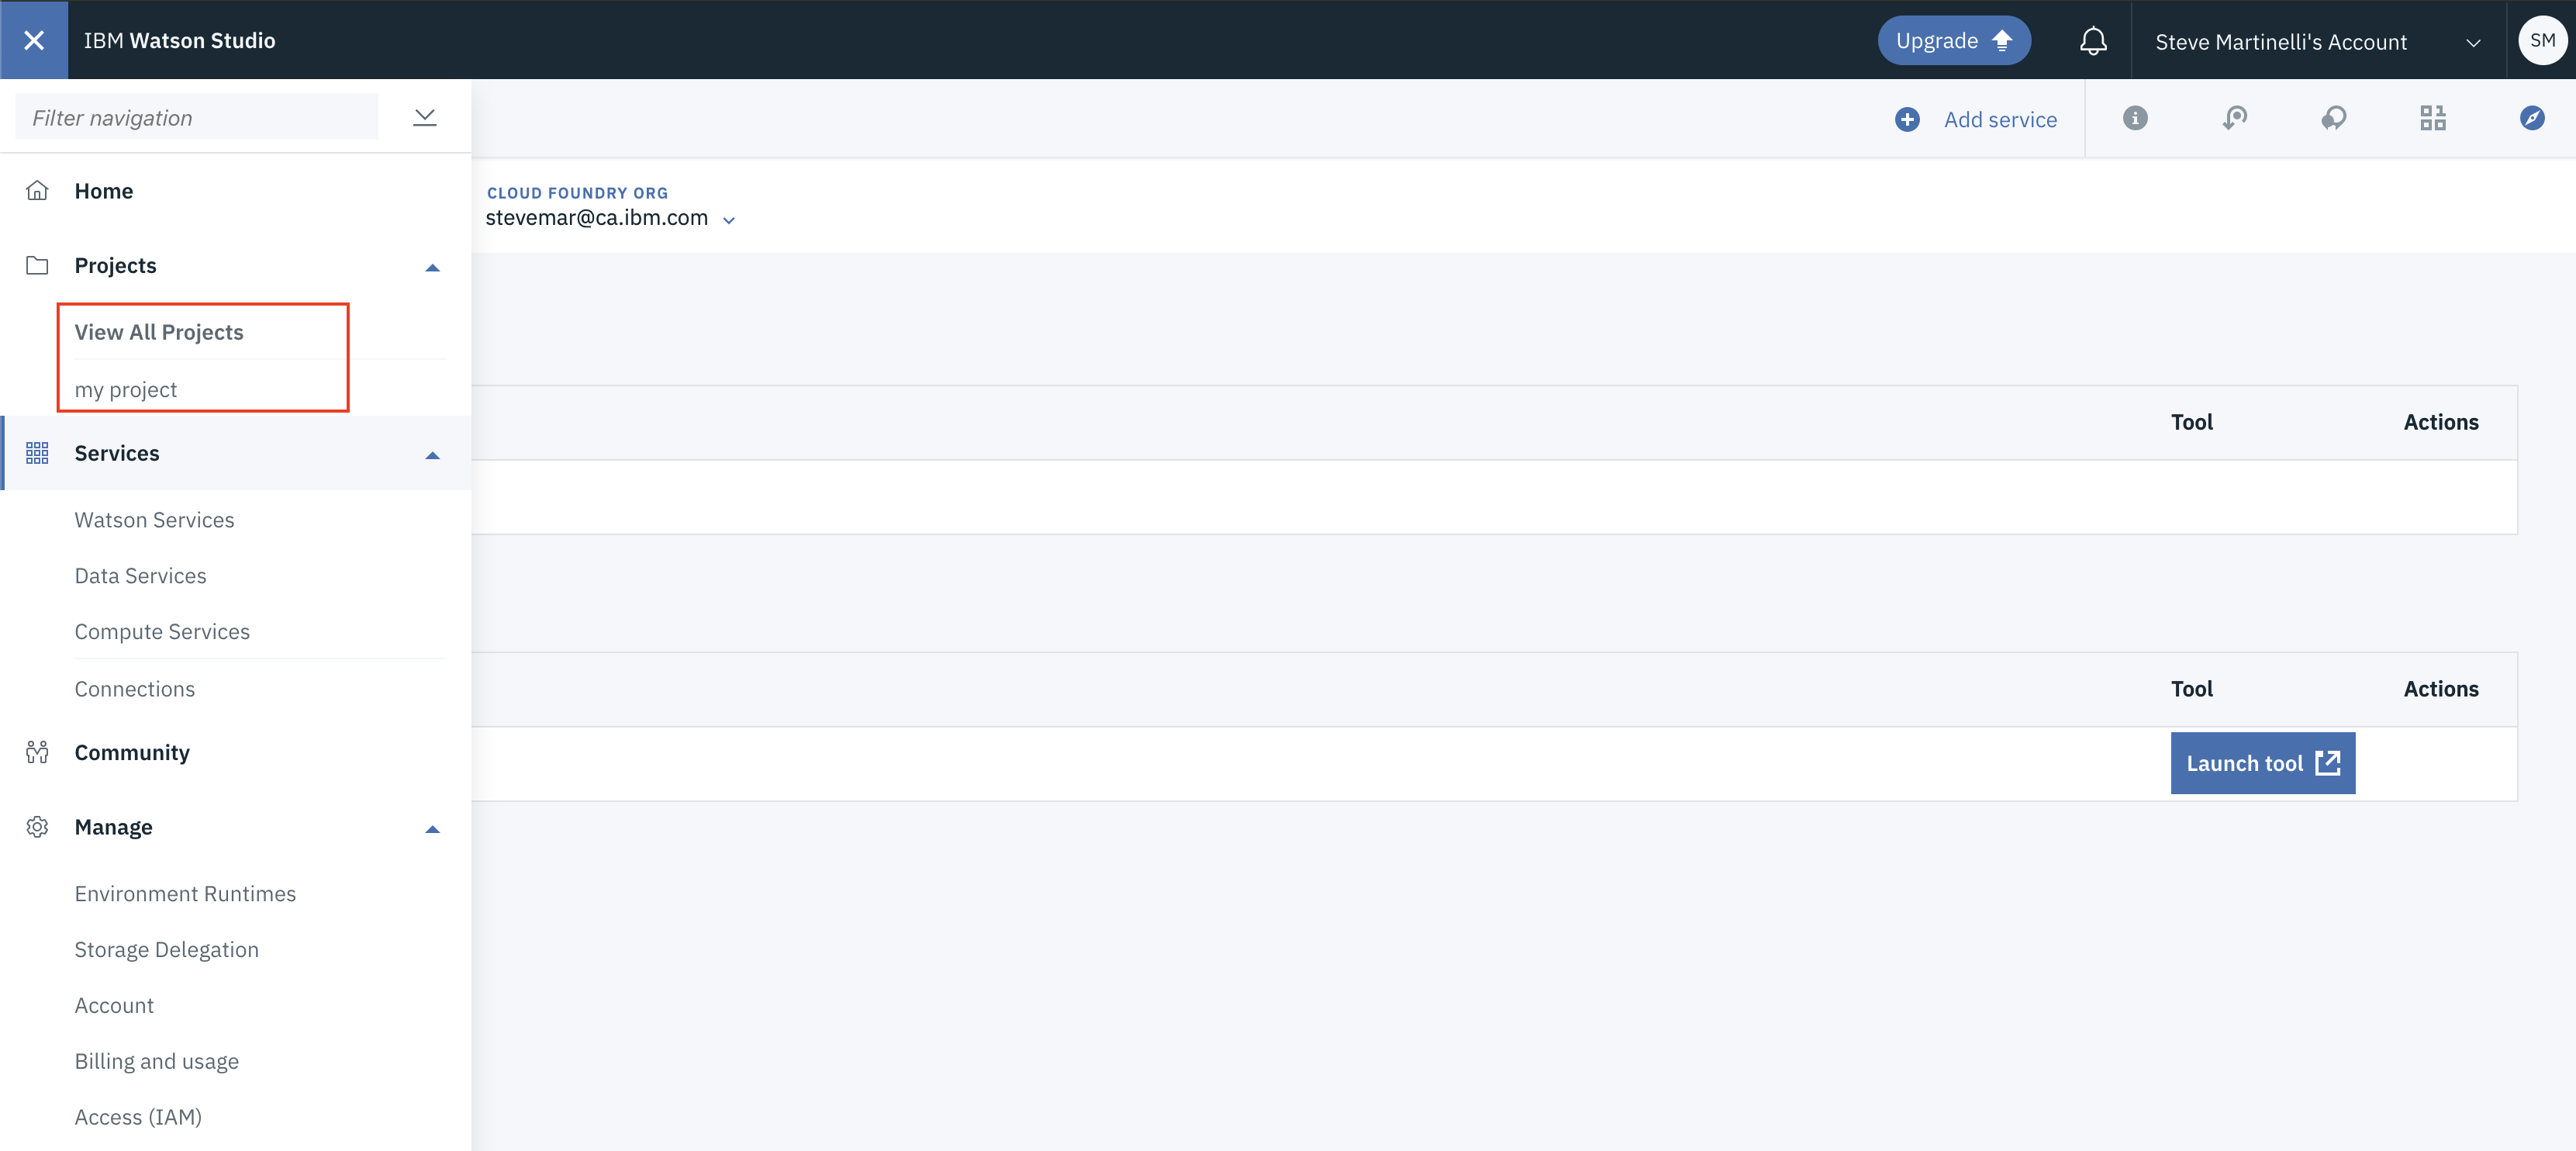 IBM Watson Studio
Upgrade
Steve Martinelli's Account
SM
Filter navigation
Add service
Home
CLOUD FOUNDRY ORG
stevemar@ca.ibm.com
Projects
View All Projects
my project
Tool Actions
Services
Watson Services
Data Services
Compute Services
Connections
Tool Actions
Community
Launch tool
Manage
Environment Runtimes
Storage Delegation
Account
Billing and usage
Access (IAM)